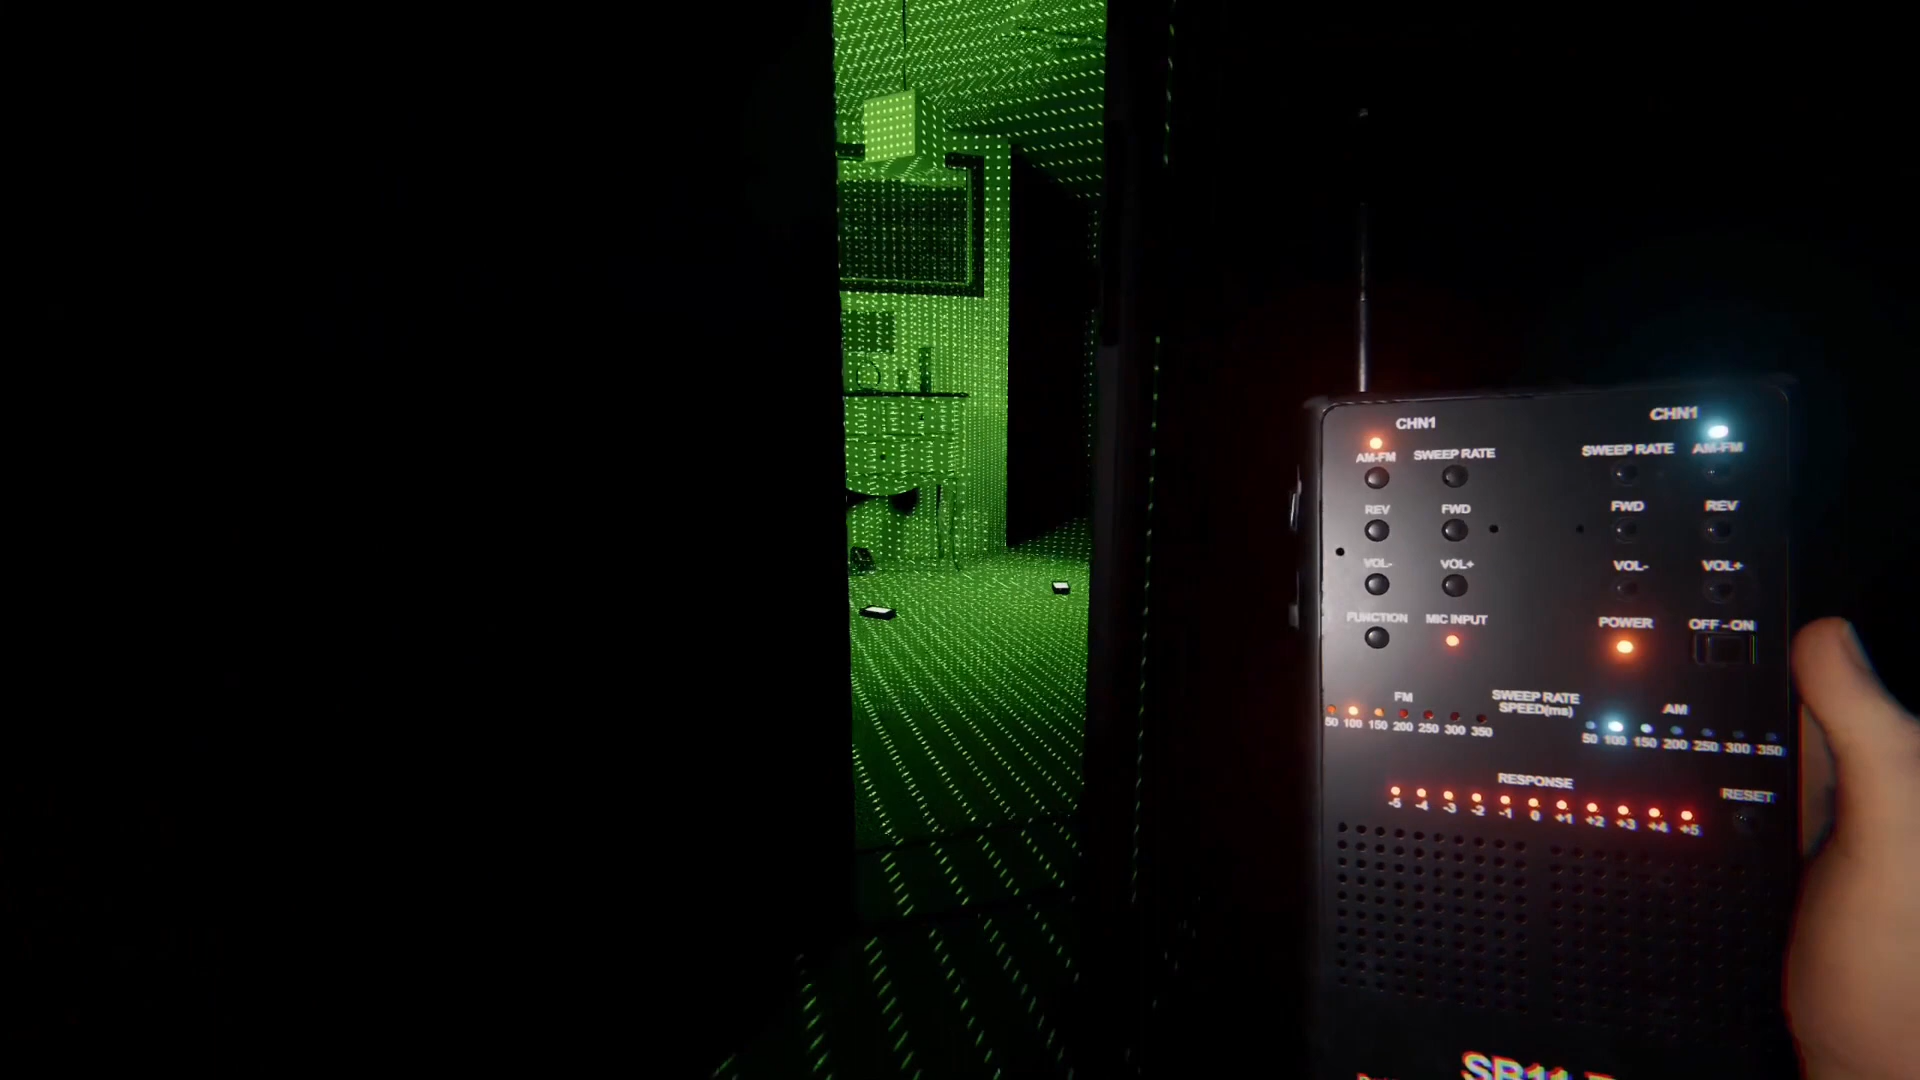 CHN1 CHN1
AM-FM SWEEP RATE SWEEP RATE AM-FM
REV FWD FWD REV
VOL- VOL+ VOL- VOL+
FUNCTION MIC INPUT POWER OFF - ON
FM SWEEP RATE SPEED(ms) AM
50 100 150 200 250 300 350 50 100 150 200 250 300 350
RESPONSE RESET
-5 -4 -3 -2 -1 0 +1 +2 +3 +4 +5
SB11